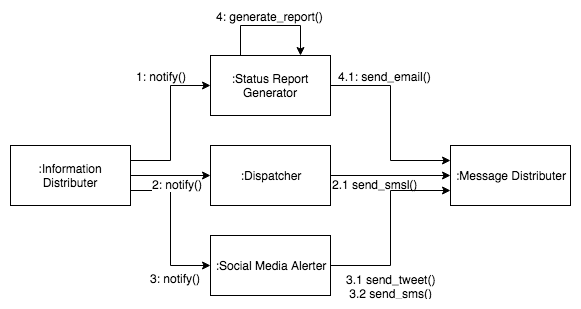 4: generate_report()
1: notify()
:Status Report
Generator
4.1: send_email()
:Information
Distributer
2: notify()
:Dispatcher
2.1 send_smsl()
:Message Distributer
3: notify()
:Social Media Alerter
3.1 send_tweet()
3.2 send_sms()